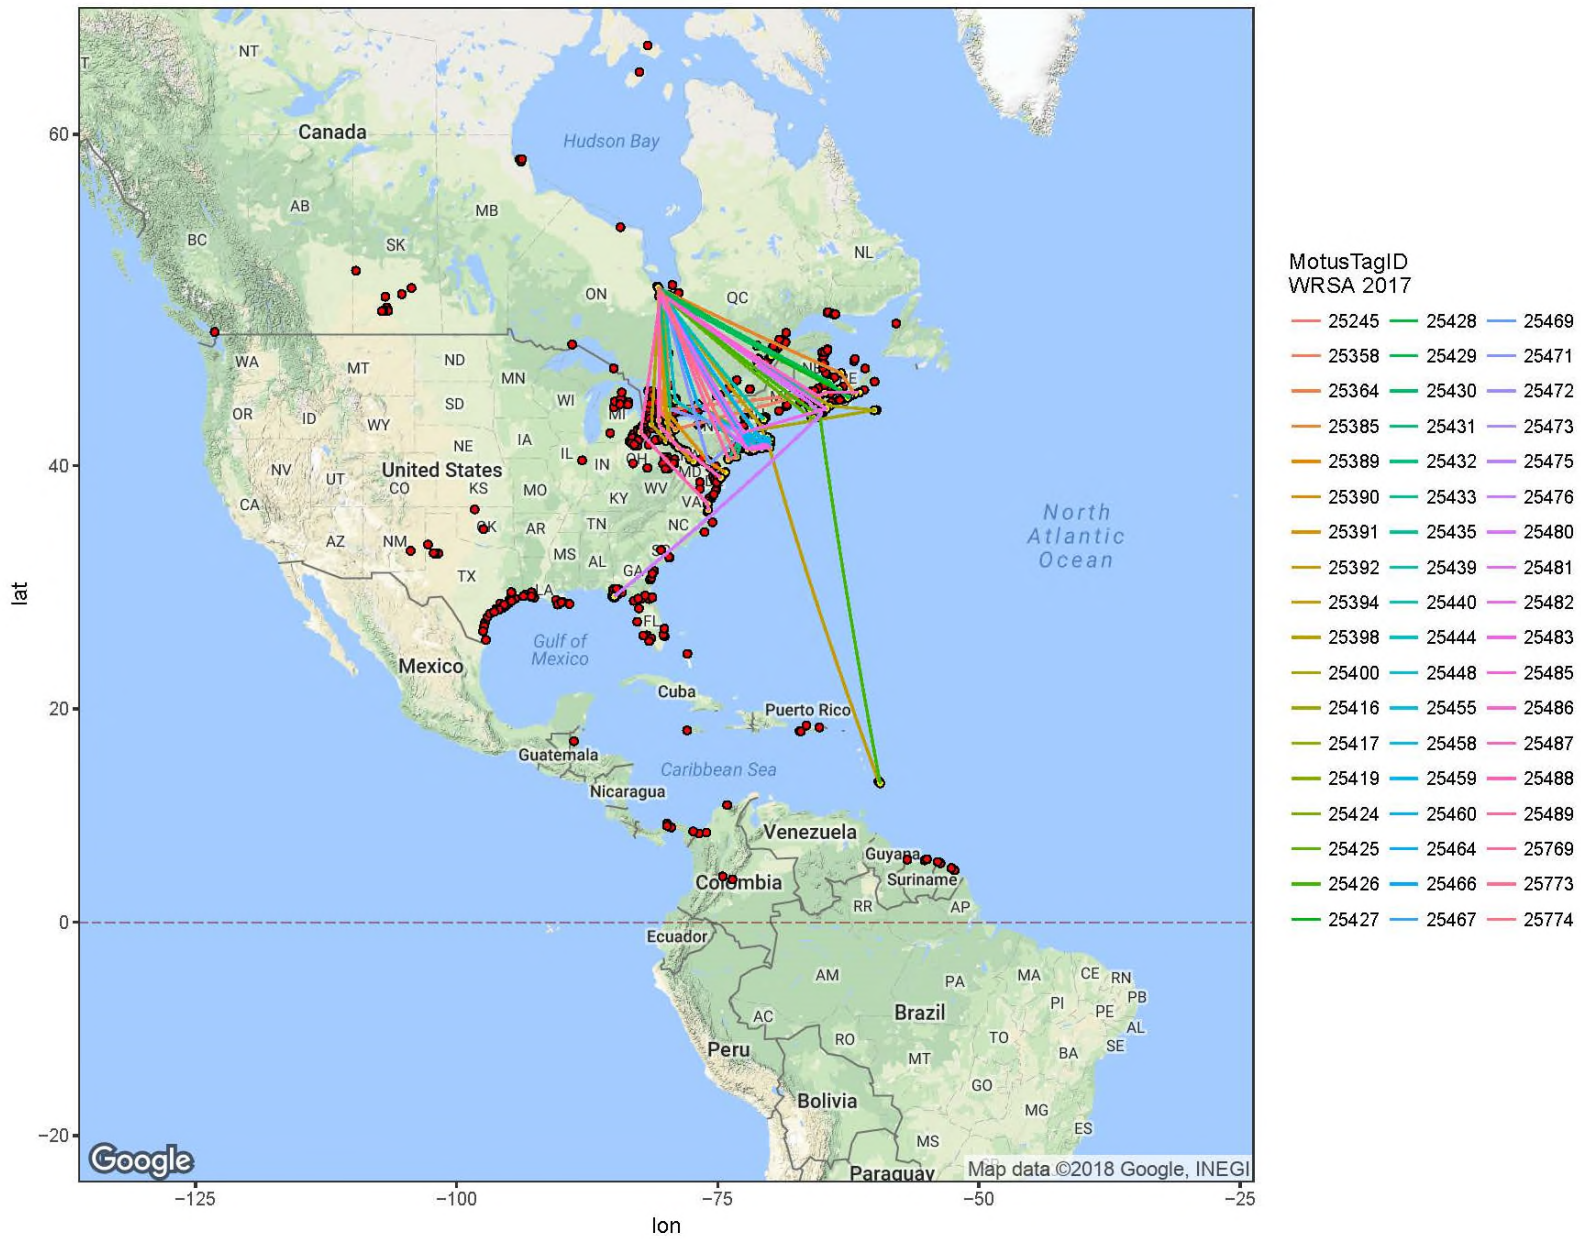 NT
T
Canada
Hudson Bay
60
AB
MB
BC
SK
NL
ON
QC
WA
MT
ND
MN
OR
ID
SD
WI
MI
WY
NE
IA
40
NV
UT
United States
IL
IN
OH
MD
CO
KS
MO
WV
KY
VA
CA
OK
AR
TN
NC
AZ
NM
MS
AL
SC
TX
GA
LA
FL
North
Atlantic
Ocean
Gulf of
Mexico
Mexico
Cuba
20
Puerto Rico
Guatemala
Caribbean Sea
Nicaragua
Venezuela
Guyana
Colombia
Suriname
RR
AP
0
Ecuador
AM
PA
MA
CE
RN
PI
PB
Brazil
PE
AC
AL
RO
TO
SE
Peru
MT
BA
GO
Bolivia
MG
ES
−20
MS
Google
Paraguay
Map data ©2018 Google, INEGI
−125
−100
−75
−50
−25
lon
lat
MotusTagID
WRSA 2017
25245 25428 25469
25358 25429 25471
25364 25430 25472
25385 25431 25473
25389 25432 25475
25390 25433 25476
25391 25435 25480
25392 25439 25481
25394 25440 25482
25398 25444 25483
25400 25448 25485
25416 25455 25486
25417 25458 25487
25419 25459 25488
25424 25460 25489
25425 25464 25769
25426 25466 25773
25427 25467 25774